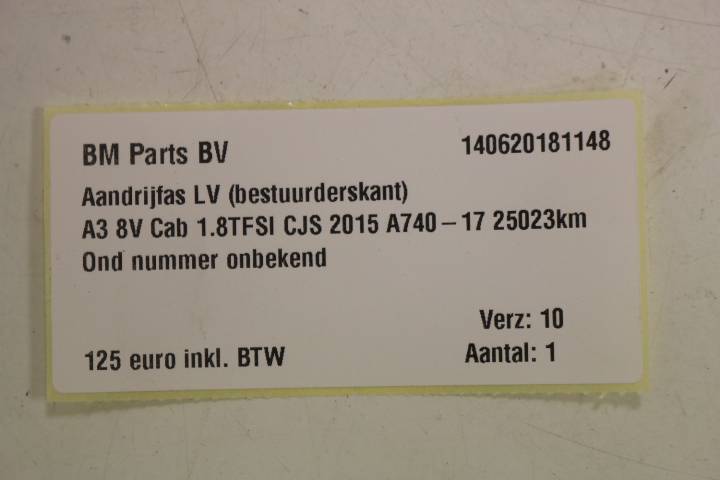 BM Parts BV 140620181148
Aandrijfas LV (bestuurderskant)
A3 8V Cab 1.8TFSI CJS 2015 A740 – 17 25023km
Ond nummer onbekend
Verz: 10
125 euro inkl. BTW Aantal: 1